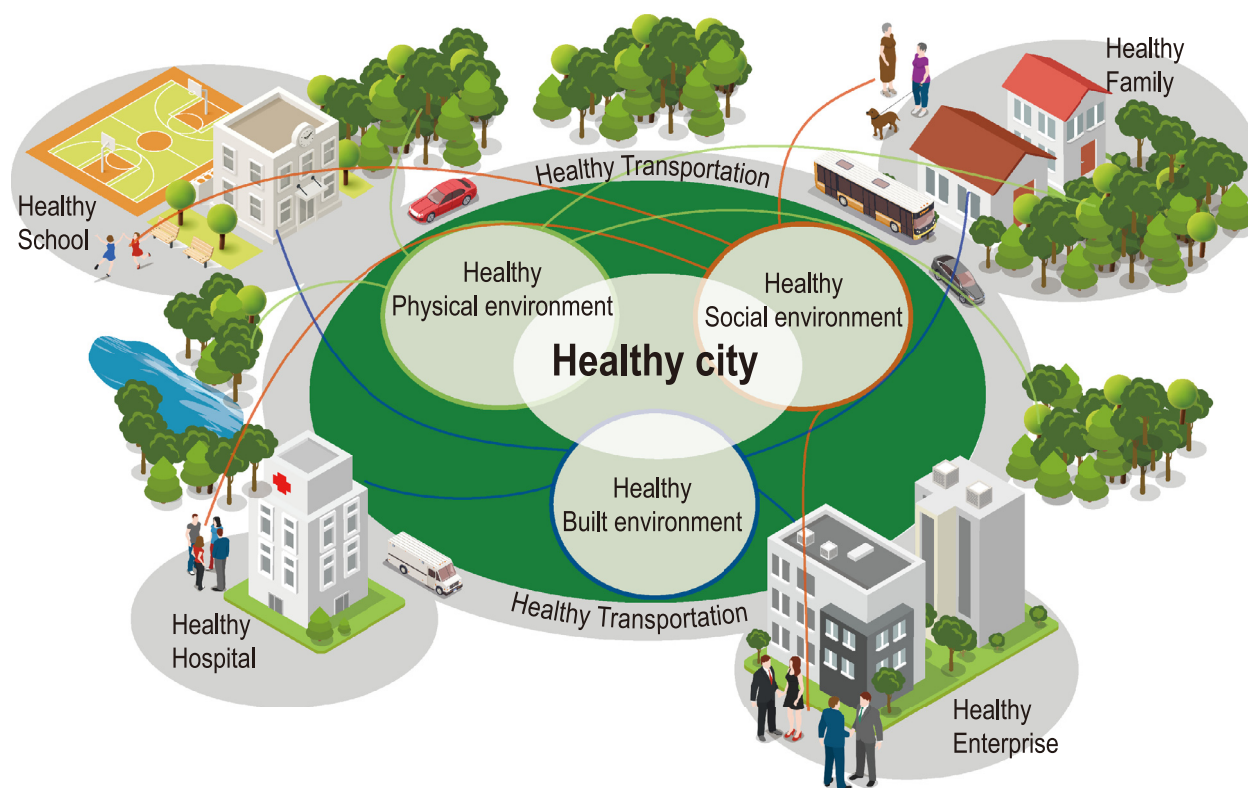 Healthy
Family
Healthy Transportation
Healthy
School
Healthy
Physical environment
Healthy
Social environment
Healthy city
Healthy
Built environment
Healthy Transportation
Healthy
Hospital
Healthy
Enterprise